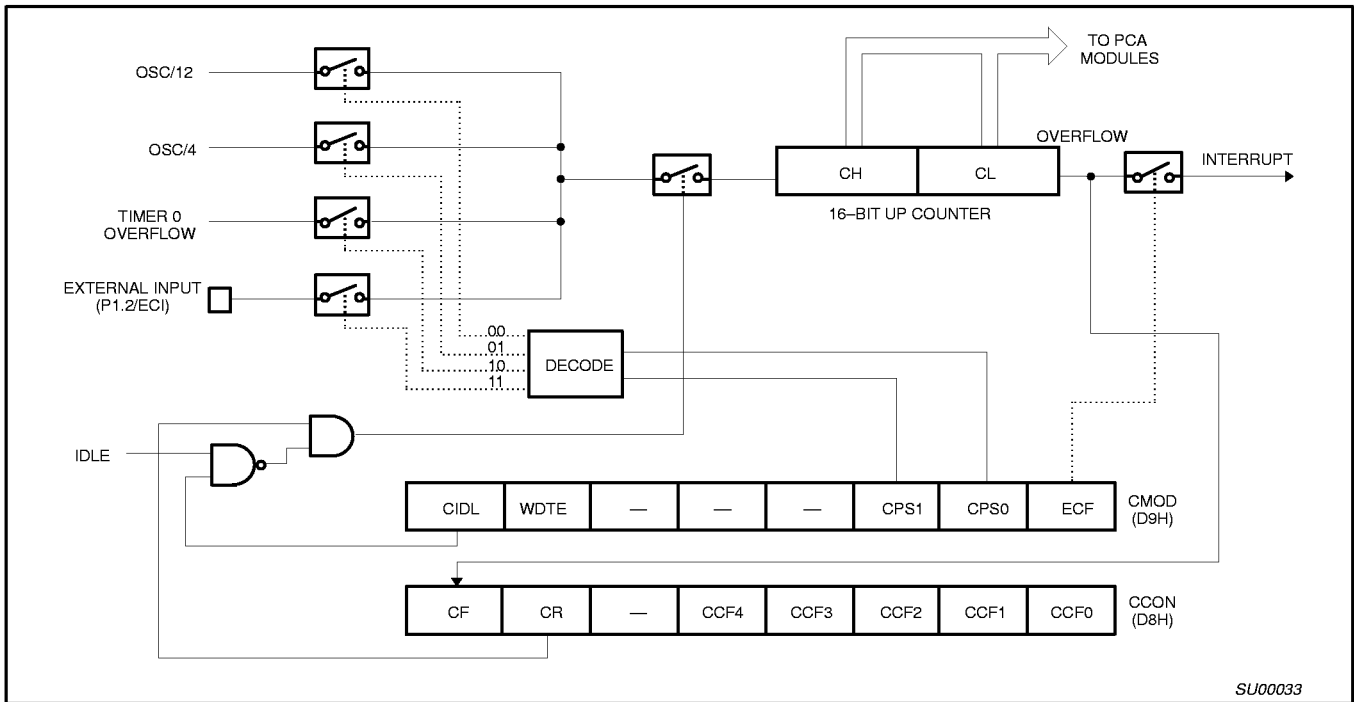 TO PCA
MODULES
OSC/12
OSC/4
OVERFLOW
INTERRUPT
CH
CL
16–BIT UP COUNTER
TIMER 0
OVERFLOW
EXTERNAL INPUT
(P1.2/ECI)
00
01
10
11
DECODE
IDLE
CIDL WDTE — — — CPS1 CPS0 ECF
CMOD
(D9H)
CF CR — CCF4 CCF3 CCF2 CCF1 CCF0
CCON
(D8H)
SU00033